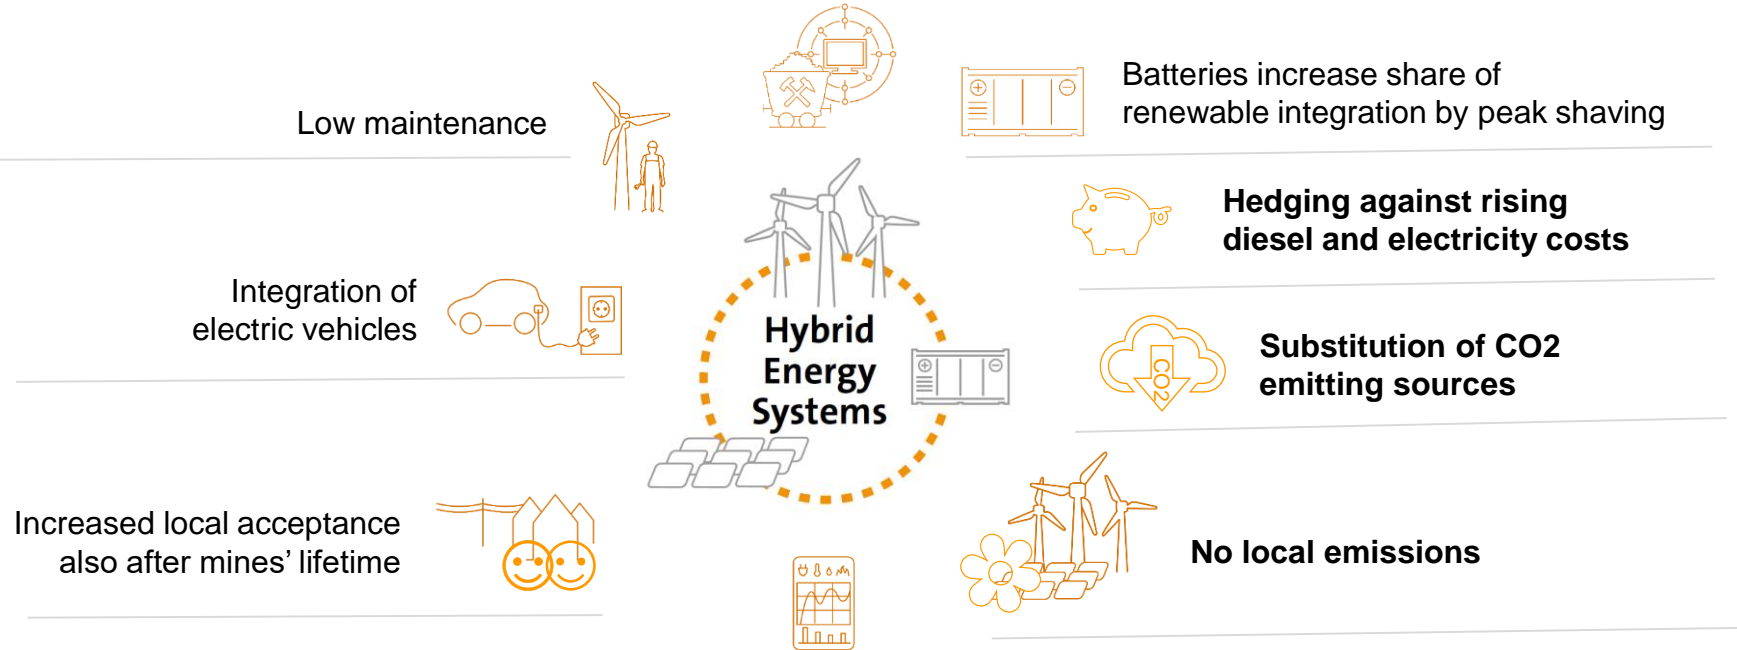 Low maintenance
Integration of
electric vehicles
Increased local acceptance
also after mines’ lifetime
Hybrid
Energy
Systems
Batteries increase share of
renewable integration by peak shaving
Hedging against rising
diesel and electricity costs
CO2
Substitution of CO2
emitting sources
No local emissions